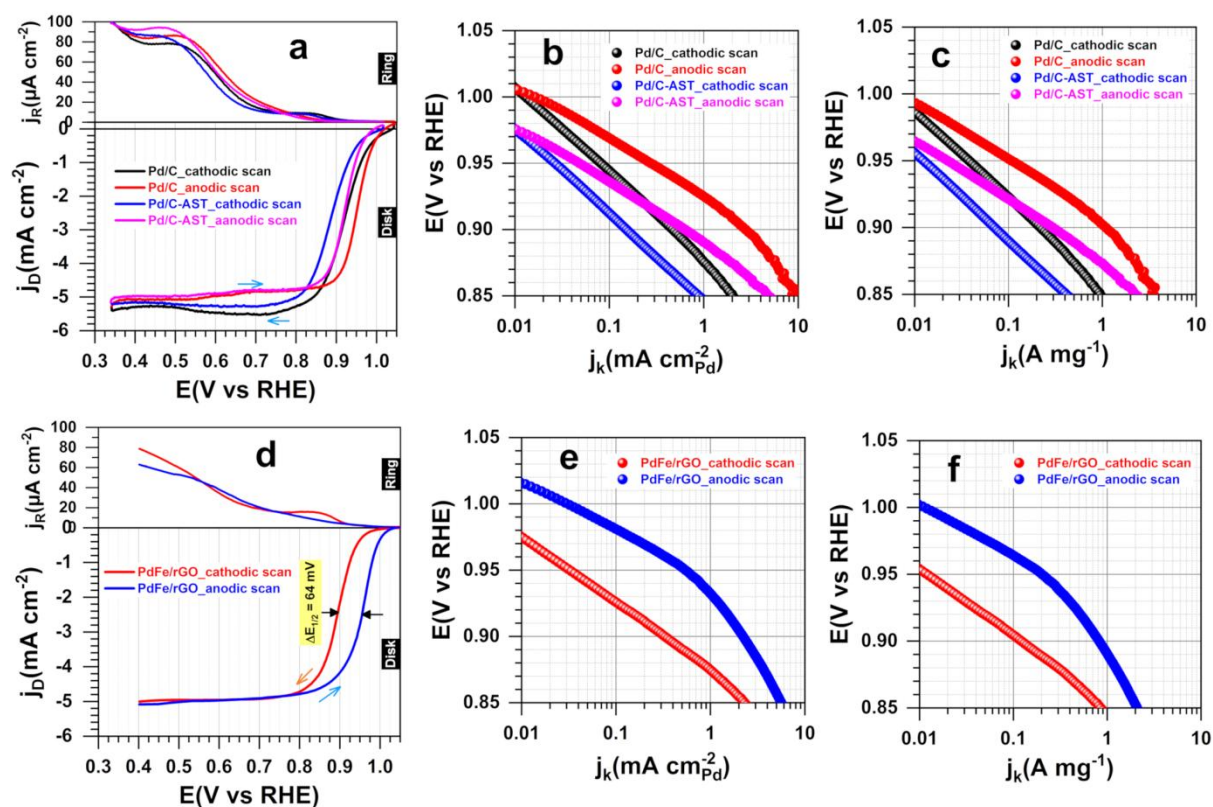 a
j_R(μA cm⁻²)
100
80
60
40
20
0
Ring
0
-1
-2
-3
-4
-5
-6
j_D(mA cm⁻²)
Pd/C_cathodic scan
Pd/C_anodic scan
Pd/C-AST_cathodic scan
Pd/C-AST_aanodic scan
Disk
0.3 0.4 0.5 0.6 0.7 0.8 0.9 1.0
E(V vs RHE)
b
Pd/C_cathodic scan
Pd/C_anodic scan
Pd/C-AST_cathodic scan
Pd/C-AST_aanodic scan
E(V vs RHE)
1.05
1.00
0.95
0.90
0.85
0.01 0.1 1 10
j_k(mA cm⁻²_Pd)
c
Pd/C_cathodic scan
Pd/C_anodic scan
Pd/C-AST_cathodic scan
Pd/C-AST_aanodic scan
E(V vs RHE)
1.05
1.00
0.95
0.90
0.85
0.01 0.1 1 10
j_k(A mg⁻¹)
d
j_R(μA cm⁻²)
100
80
60
40
20
0
Ring
0
-1
-2
-3
-4
-5
-6
j_D(mA cm⁻²)
PdFe/rGO_cathodic scan
PdFe/rGO_anodic scan
ΔE₁/₂ = 64 mV
Disk
0.3 0.4 0.5 0.6 0.7 0.8 0.9 1.0
E(V vs RHE)
e
PdFe/rGO_cathodic scan
PdFe/rGO_anodic scan
E(V vs RHE)
1.05
1.00
0.95
0.90
0.85
0.01 0.1 1 10
j_k(mA cm⁻²_Pd)
f
PdFe/rGO_cathodic scan
PdFe/rGO_anodic scan
E(V vs RHE)
1.05
1.00
0.95
0.90
0.85
0.01 0.1 1 10
j_k(A mg⁻¹)